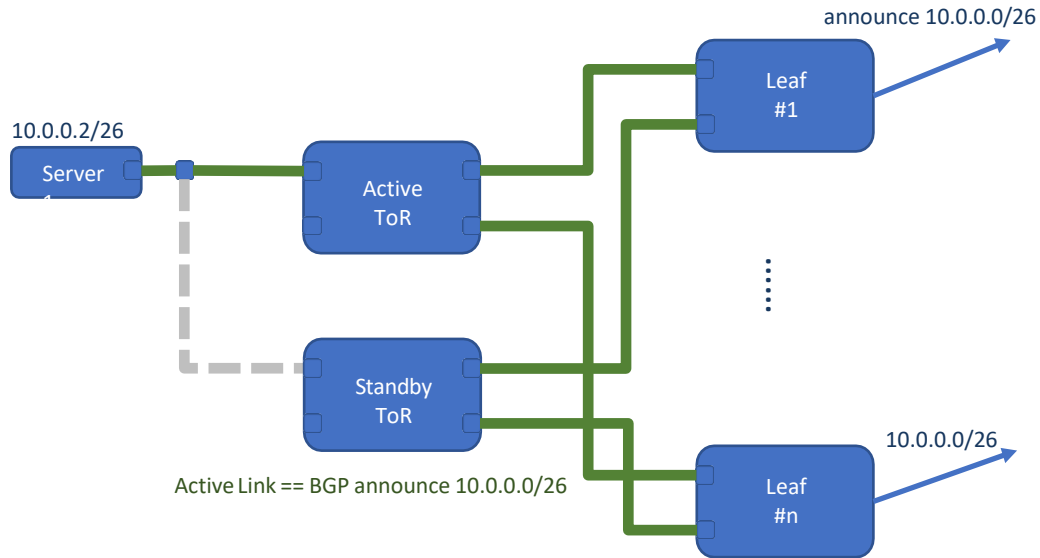 announce 10.0.0.0/26
Leaf
#1
10.0.0.2/26
Server
1
Active
ToR
Standby
ToR
10.0.0.0/26
Active Link == BGP announce 10.0.0.0/26
Leaf
#n